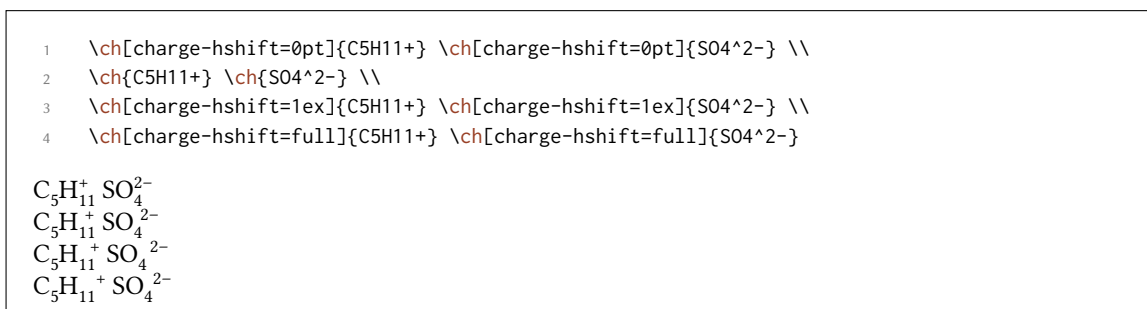 1 \ch[charge-hshift=0pt]{C5H11+} \ch[charge-hshift=0pt]{SO4^2-} \\
2 \ch{C5H11+} \ch{SO4^2-} \\
3 \ch[charge-hshift=1ex]{C5H11+} \ch[charge-hshift=1ex]{SO4^2-} \\
4 \ch[charge-hshift=full]{C5H11+} \ch[charge-hshift=full]{SO4^2-}
C₅H₁₁⁺ SO₄²⁻
C₅H₁₁⁺ SO₄²⁻
C₅H₁₁⁺ SO₄²⁻
C₅H₁₁⁺ SO₄²⁻